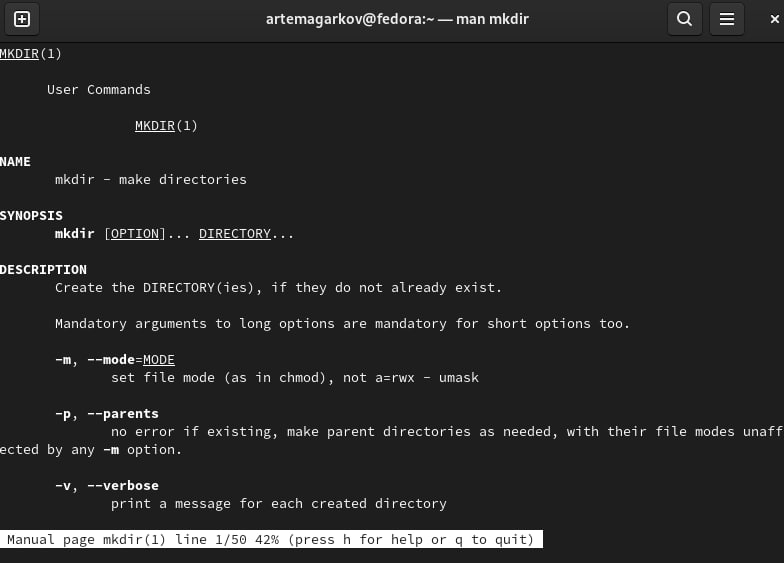 artemagarkov@fedora:~ — man mkdir
MKDIR(1)
User Commands
MKDIR(1)
NAME
mkdir - make directories
SYNOPSIS
mkdir [OPTION]... DIRECTORY...
DESCRIPTION
Create the DIRECTORY(ies), if they do not already exist.
Mandatory arguments to long options are mandatory for short options too.
-m, --mode=MODE
set file mode (as in chmod), not a=rwx - umask
-p, --parents
no error if existing, make parent directories as needed, with their file modes unaff
ected by any -m option.
-v, --verbose
print a message for each created directory
Manual page mkdir(1) line 1/50 42% (press h for help or q to quit)